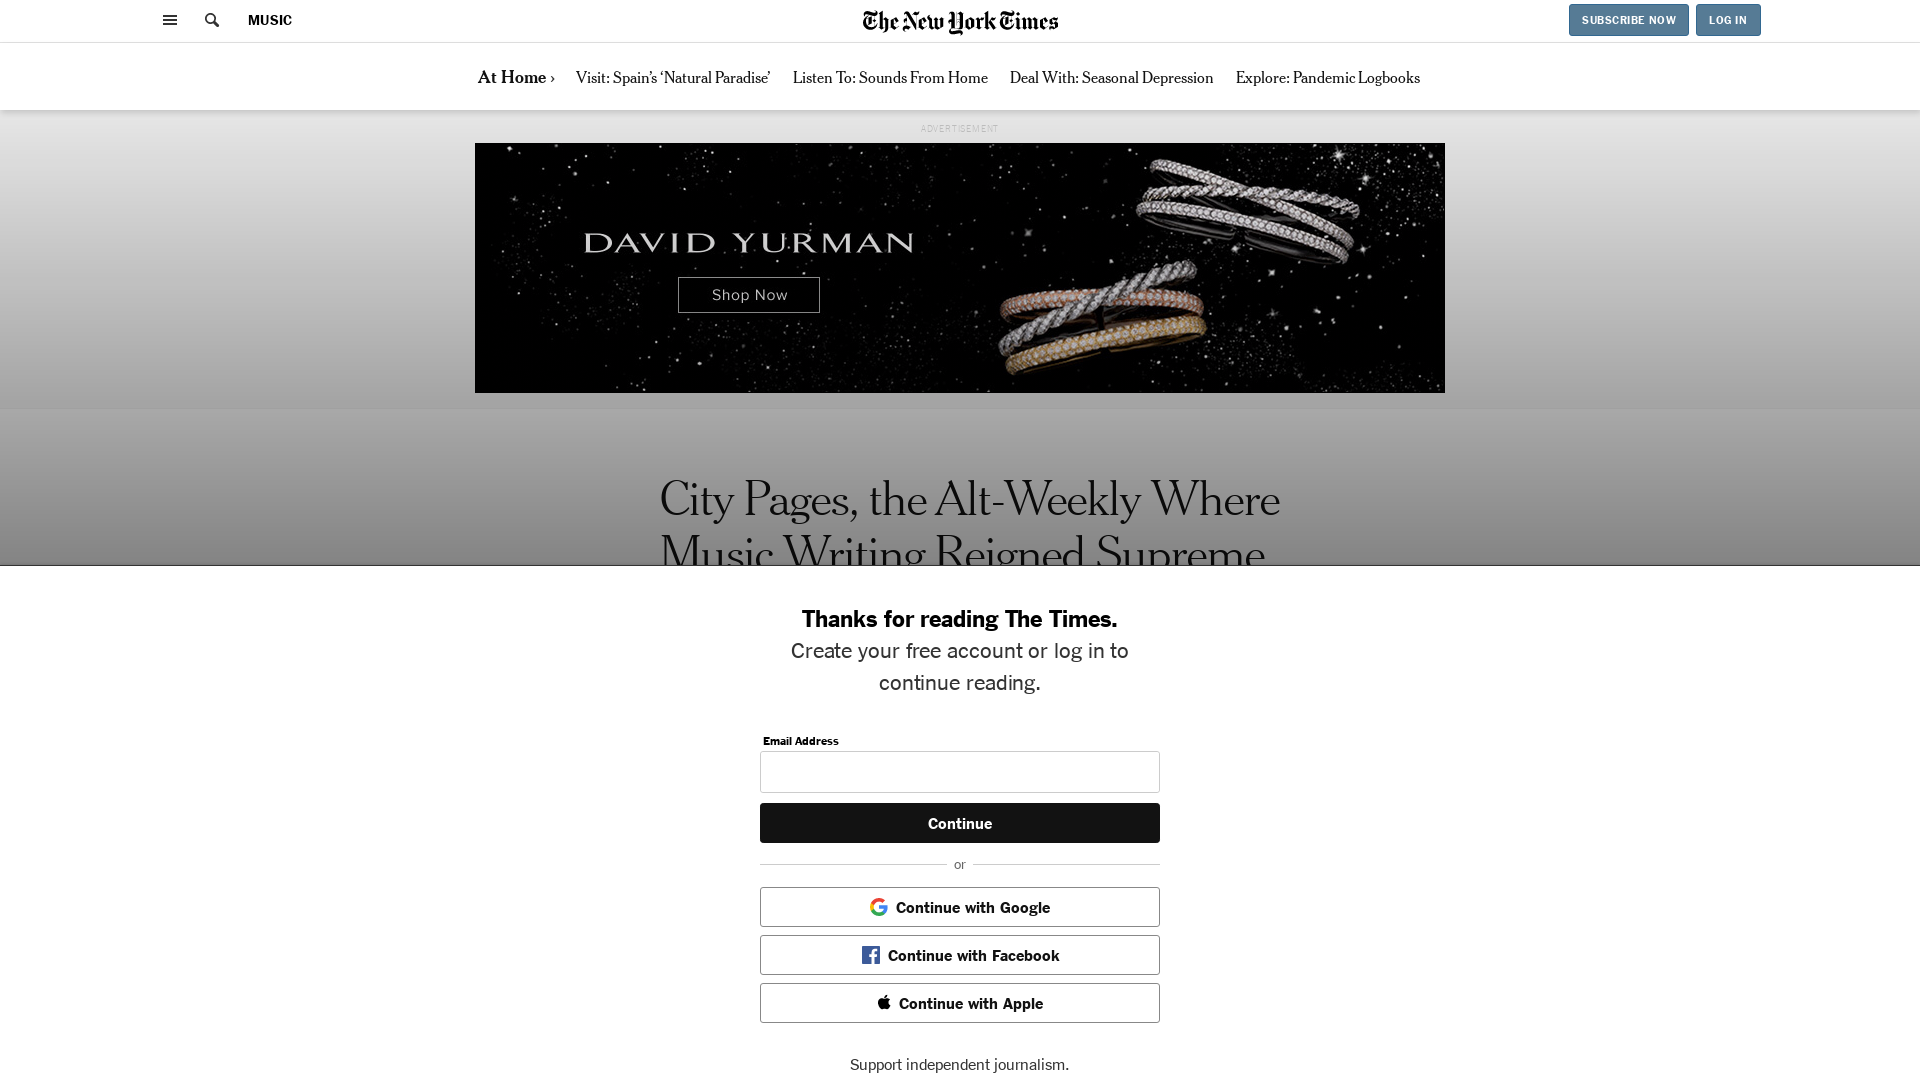 MUSIC
The New York Times
SUBSCRIBE NOW
LOG IN
At Home ›
Visit: Spain’s ‘Natural Paradise’
Listen To: Sounds From Home
Deal With: Seasonal Depression
Explore: Pandemic Logbooks
ADVERTISEMENT
DAVID YURMAN
Shop Now
City Pages, the Alt-Weekly Where
Music Writing Reigned Supreme
Thanks for reading The Times.
Create your free account or log in to
continue reading.
Email Address
Continue
or
Continue with Google
Continue with Facebook
Continue with Apple
Support independent journalism.